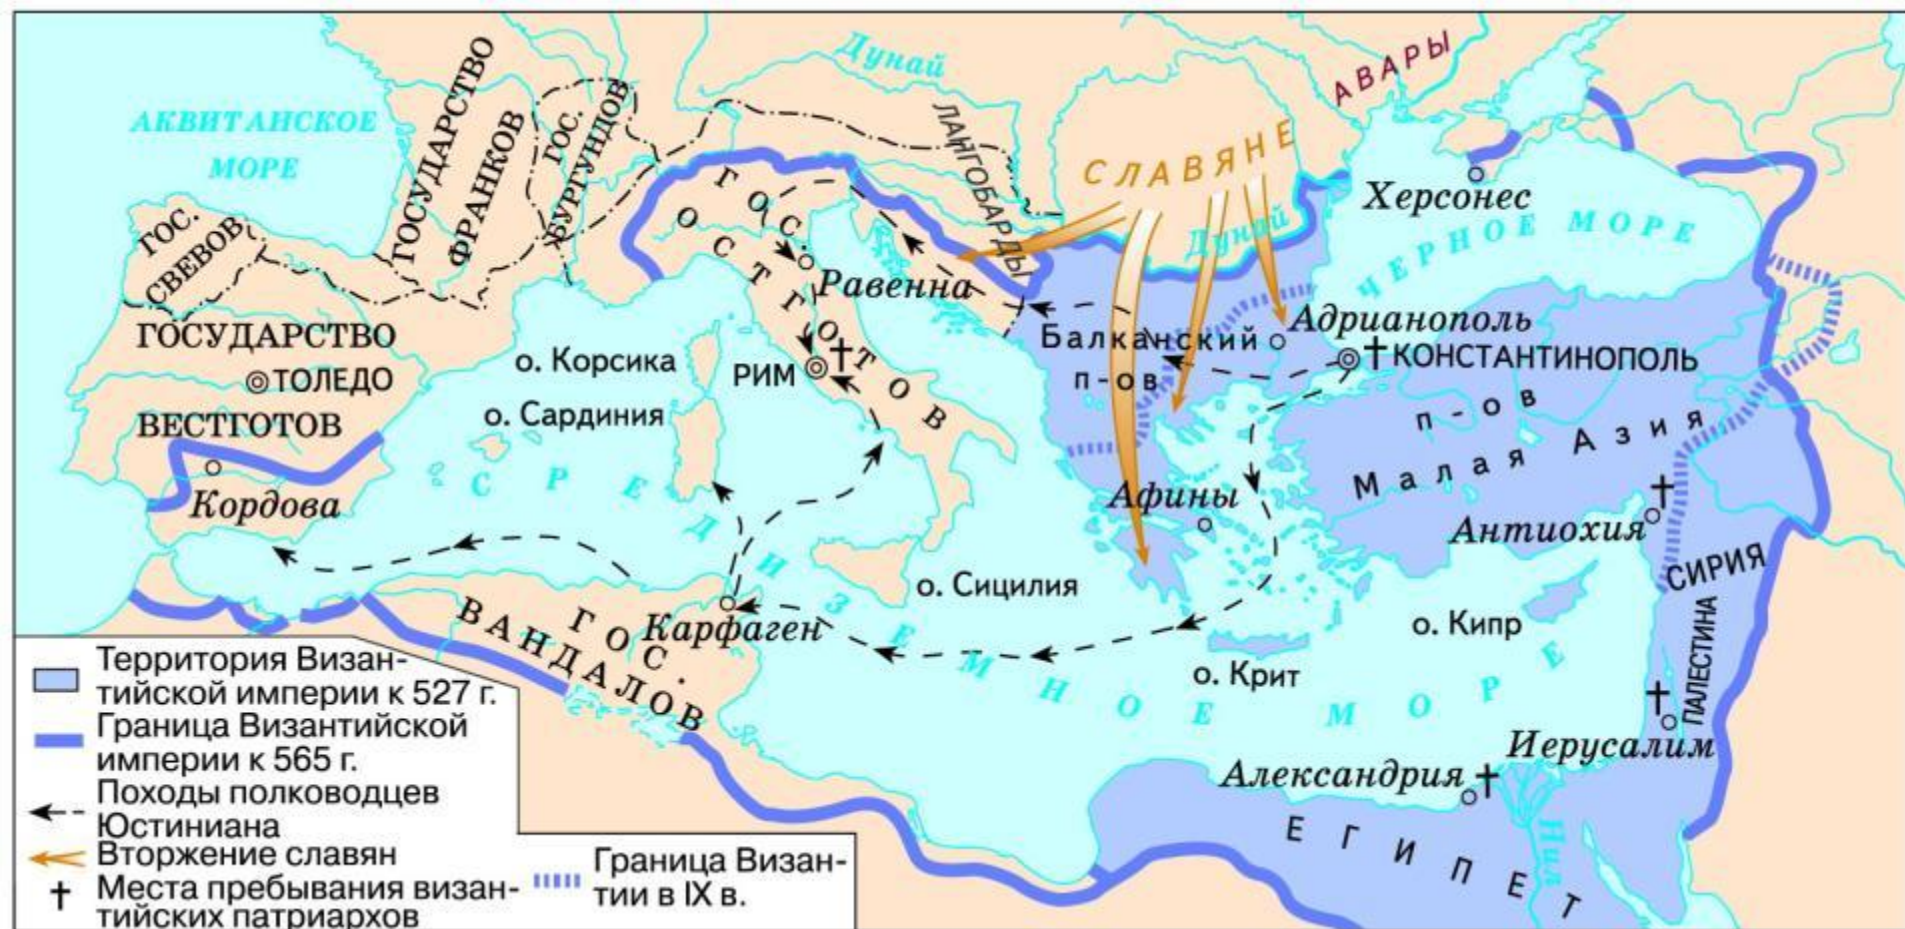 Дунай
АВАРЫ
АКВИТАНСКОЕ
МОРЕ
ГОСУДАРСТВО
ФРАНКОВ
ГОС.
БУРГУНДОВ
ЛАНГОБАРДЫ
СЛАВЯНЕ
Дунай
Херсонес
ЧЕРНОЕ МОРЕ
ГОС.
СВЕВОВ
ГОС.
ОСТГОТОВ
Равенна
ГОСУДАРСТВО
ТОЛЕДО
ВЕСТГОТОВ
Кордова
о. Корсика
о. Сардиния
РИМ
Балканский
п-ов
Адрианополь
КОНСТАНТИНОПОЛЬ
п-ов
Малая Азия
Афины
Антиохия
СИРИЯ
ПАЛЕСТИНА
СРЕДИЗЕМНОЕ МОРЕ
о. Сицилия
о. Кипр
о. Крит
ГОС.
ВАНДАЛОВ
Карфаген
Иерусалим
Александрия
ЕГИПЕТ
Нил
Территория Визан-
тийской империи к 527 г.
Граница Византийской
империи к 565 г.
Походы полководцев
Юстиниана
Вторжение славян
Места пребывания визан-
тийских патриархов
Граница Визан-
тии в IX в.